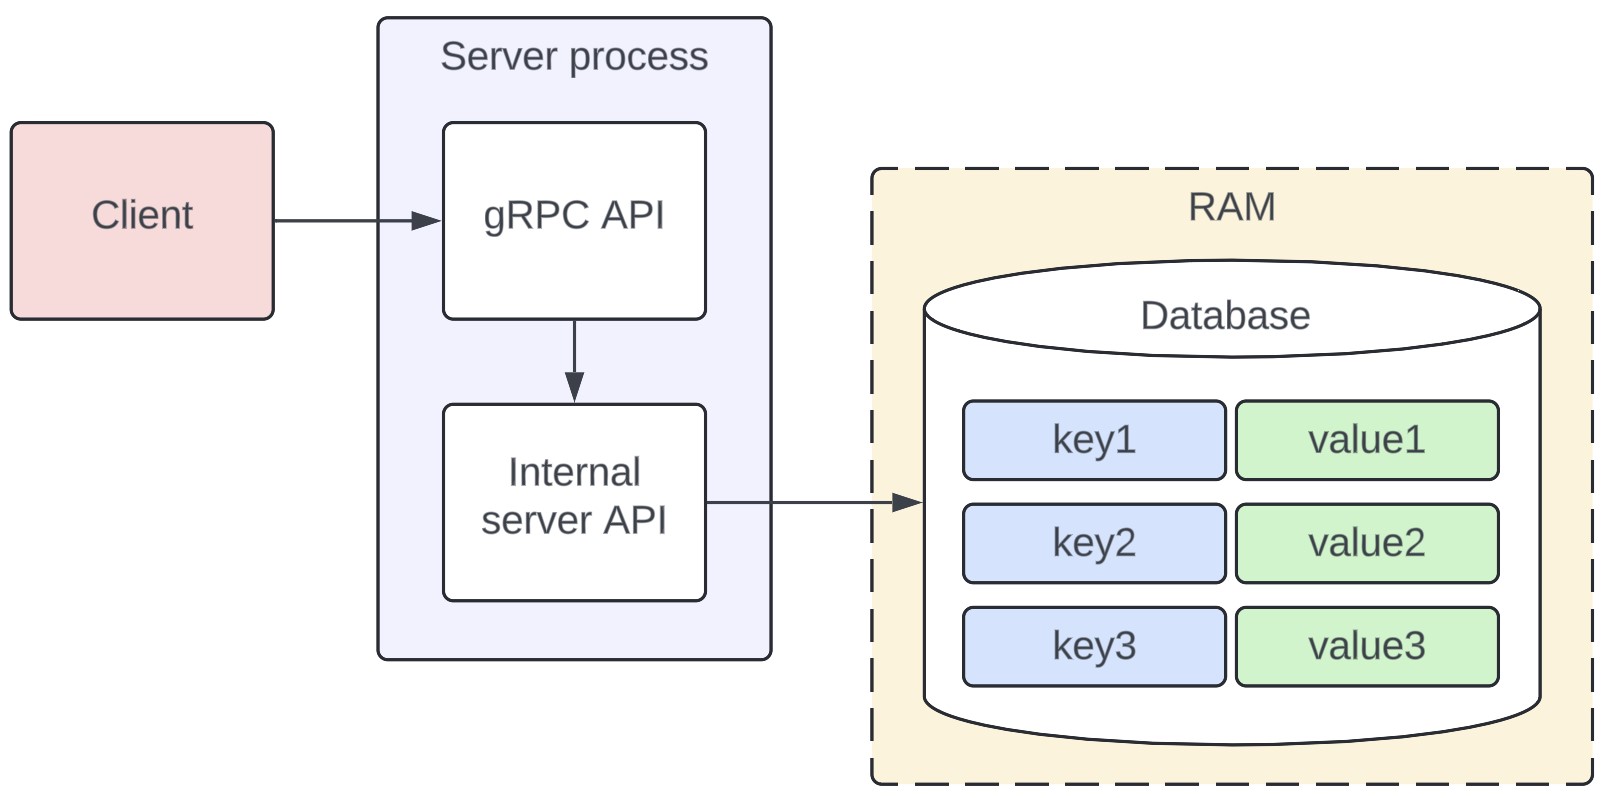 Server process
Client
gRPC API
Internal
server API
RAM
Database
key1
value1
key2
value2
key3
value3